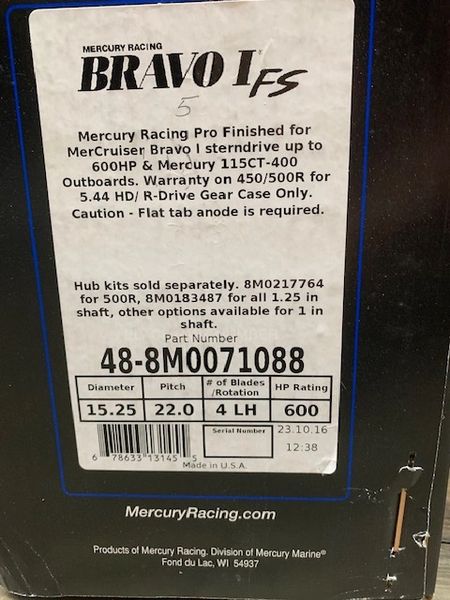 MERCURY RACING
BRAVO I FS
5
Mercury Racing Pro Finished for
MerCruiser Bravo I sterndrive up to
600HP & Mercury 115CT-400
Outboards. Warranty on 450/500R for
5.44 HD/ R-Drive Gear Case Only.
Caution - Flat tab anode is required.
Hub kits sold separately. 8M0217764
for 500R, 8M0183487 for all 1.25 in
shaft, other options available for 1 in
shaft.
Part Number
48-8M0071088
Diameter Pitch # of Blades /Rotation HP Rating
15.25 22.0 4 LH 600
Serial Number 23.10.16
12:38
6 78633 13145 5
Made in U.S.A.
MercuryRacing.com
Products of Mercury Racing. Division of Mercury Marine®
Fond du Lac, WI 54937